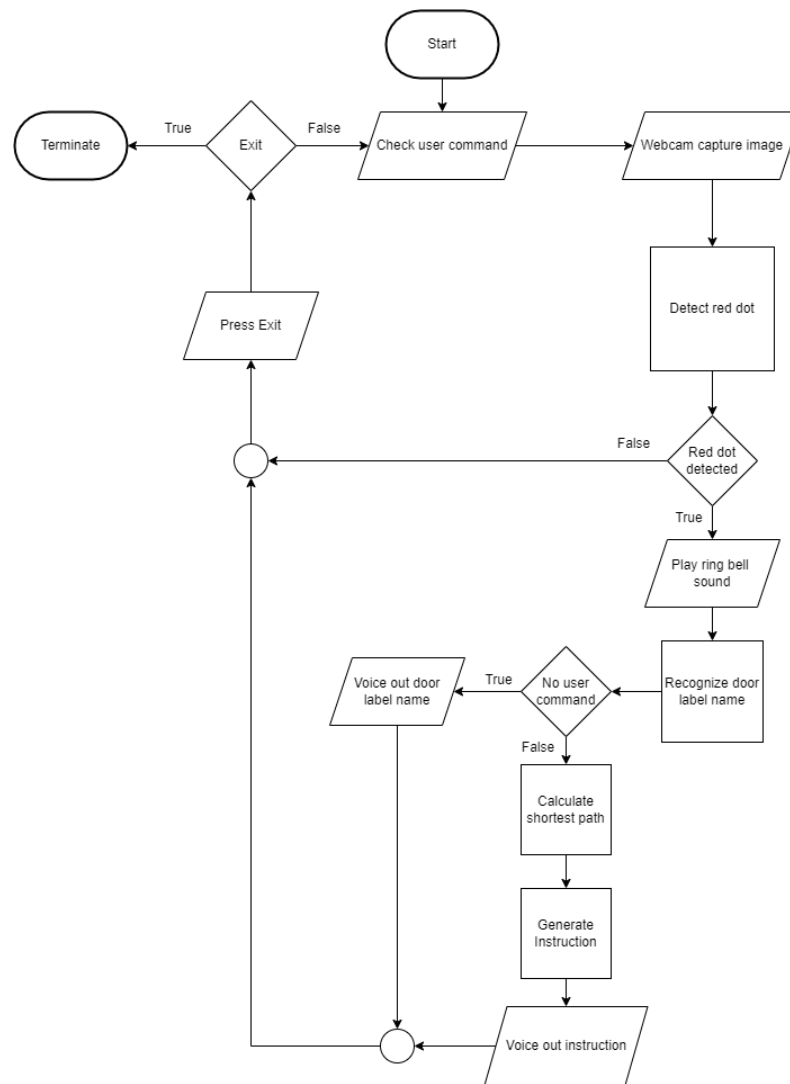 Start
Terminate
True
Exit
False
Check user command
Webcam capture image
Press Exit
Detect red dot
False
Red dot
detected
True
Play ring bell
sound
Voice out door
label name
True
No user
command
Recognize door
label name
False
Calculate
shortest path
Generate
Instruction
Voice out instruction